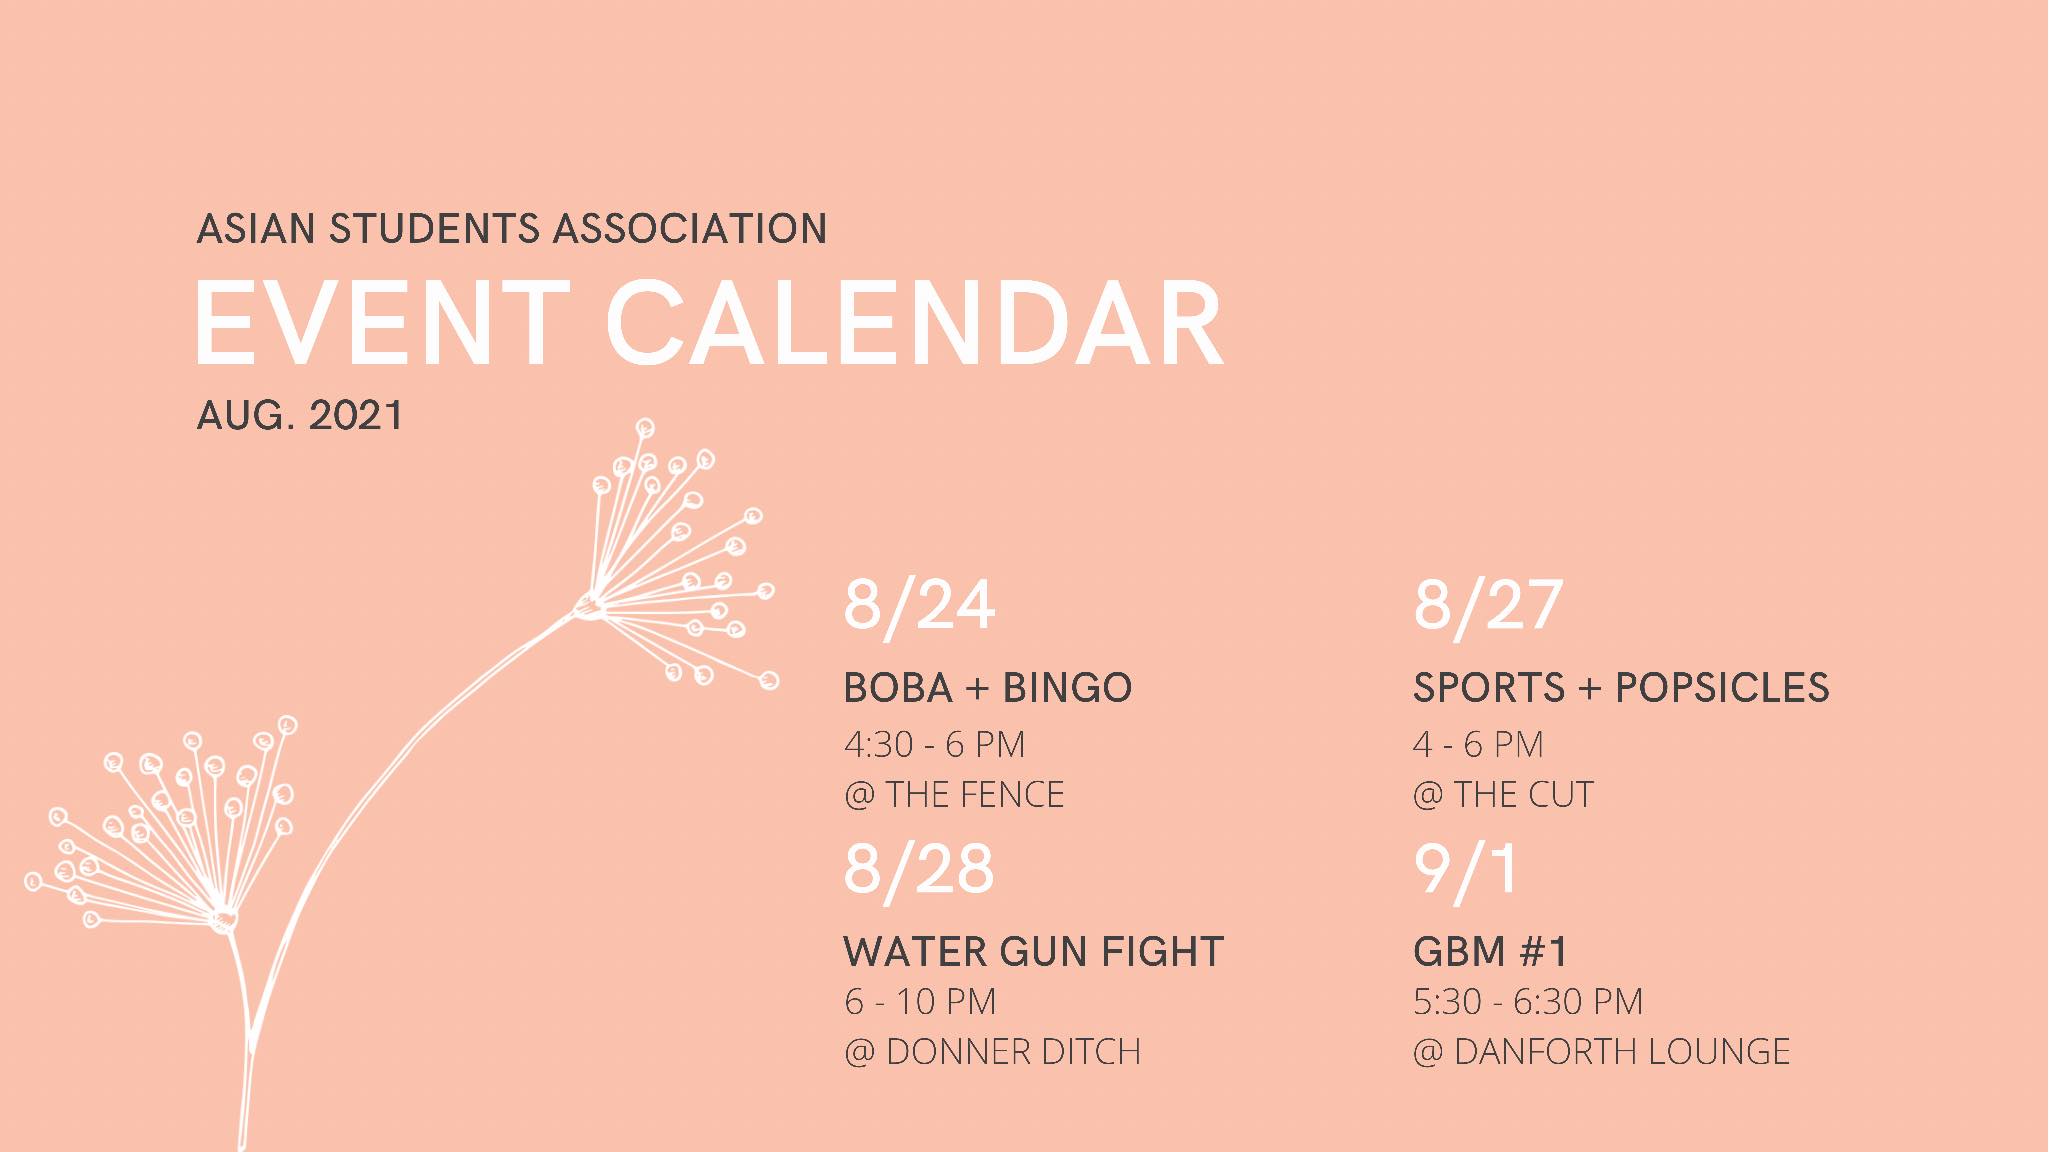 ASIAN STUDENTS ASSOCIATION
EVENT CALENDAR
AUG. 2021
8/24
BOBA + BINGO
4:30 - 6 PM
@ THE FENCE
8/27
SPORTS + POPSICLES
4 - 6 PM
@ THE CUT
8/28
WATER GUN FIGHT
6 - 10 PM
@ DONNER DITCH
9/1
GBM #1
5:30 - 6:30 PM
@ DANFORTH LOUNGE